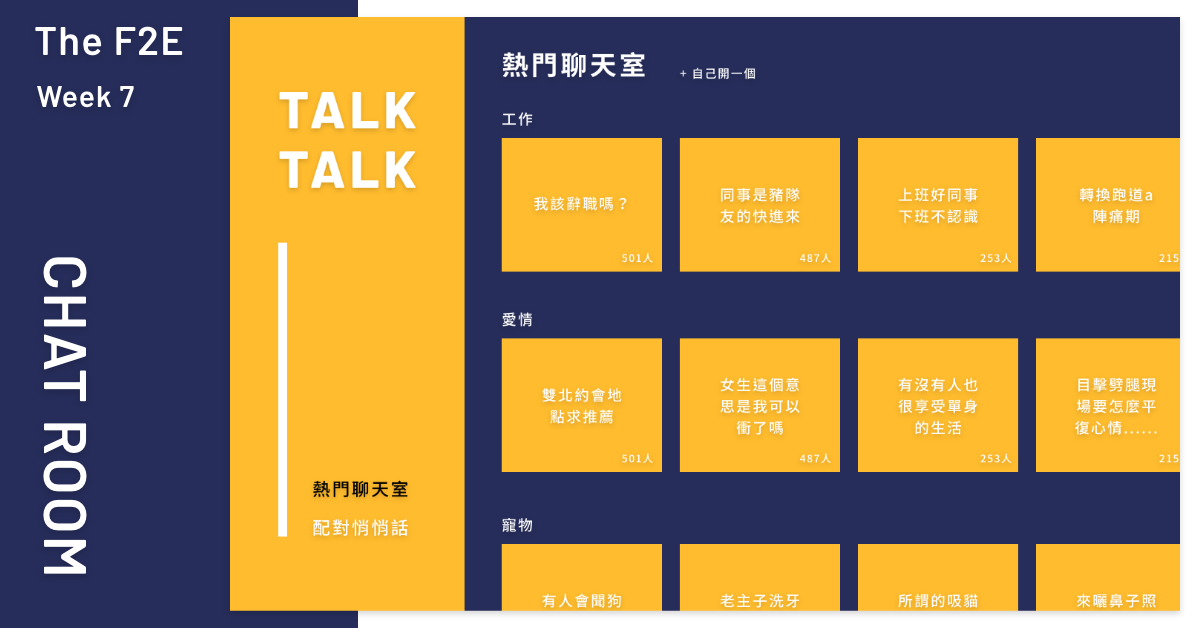 The F2E
Week 7
CHAT ROOM
TALK
TALK
熱門聊天室
配對悄悄話
熱門聊天室
+ 自己開一個
工作
我該辭職嗎？
501人
同事是豬隊
友的快進來
487人
上班好同事
下班不認識
253人
轉換跑道a
陣痛期
215
愛情
雙北約會地
點求推薦
501人
女生這個意
思是我可以
衝了嗎
487人
有沒有人也
很享受單身
的生活
253人
目擊劈腿現
場要怎麼平
復心情......
215
寵物
有人會聞狗
老主子洗牙
所謂的吸貓
來曬鼻子照